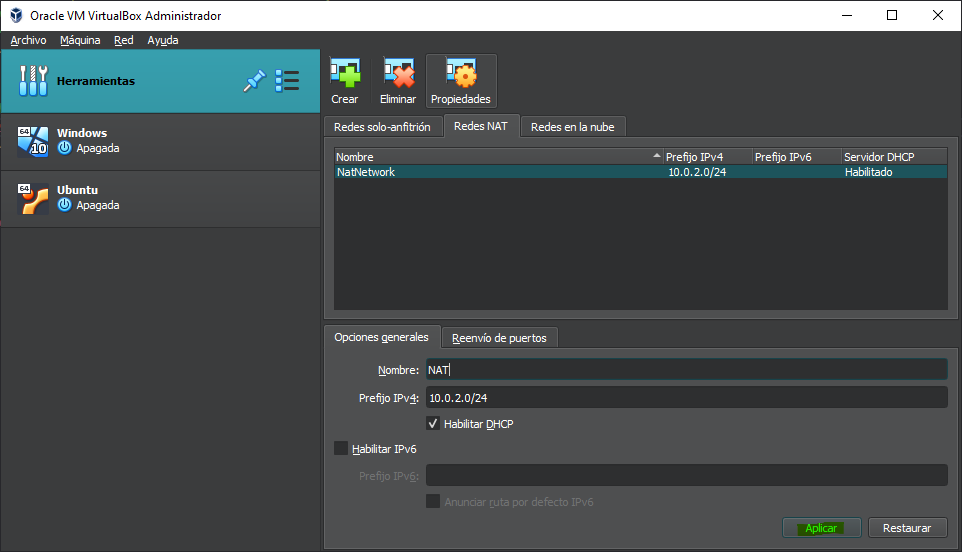 Oracle VM VirtualBox Administrador
Archivo Máquina Red Ayuda
Herramientas
64
10
Windows
Apagada
64
Ubuntu
Apagada
Crear Eliminar Propiedades
Redes solo-anfitrión Redes NAT Redes en la nube
Nombre Prefijo IPv4 Prefijo IPv6 Servidor DHCP
NatNetwork 10.0.2.0/24 Habilitado
Opciones generales Reenvío de puertos
Nombre: NAT
Prefijo IPv4: 10.0.2.0/24
Habilitar DHCP
Habilitar IPv6
Prefijo IPv6:
Anunciar ruta por defecto IPv6
Aplicar Restaurar